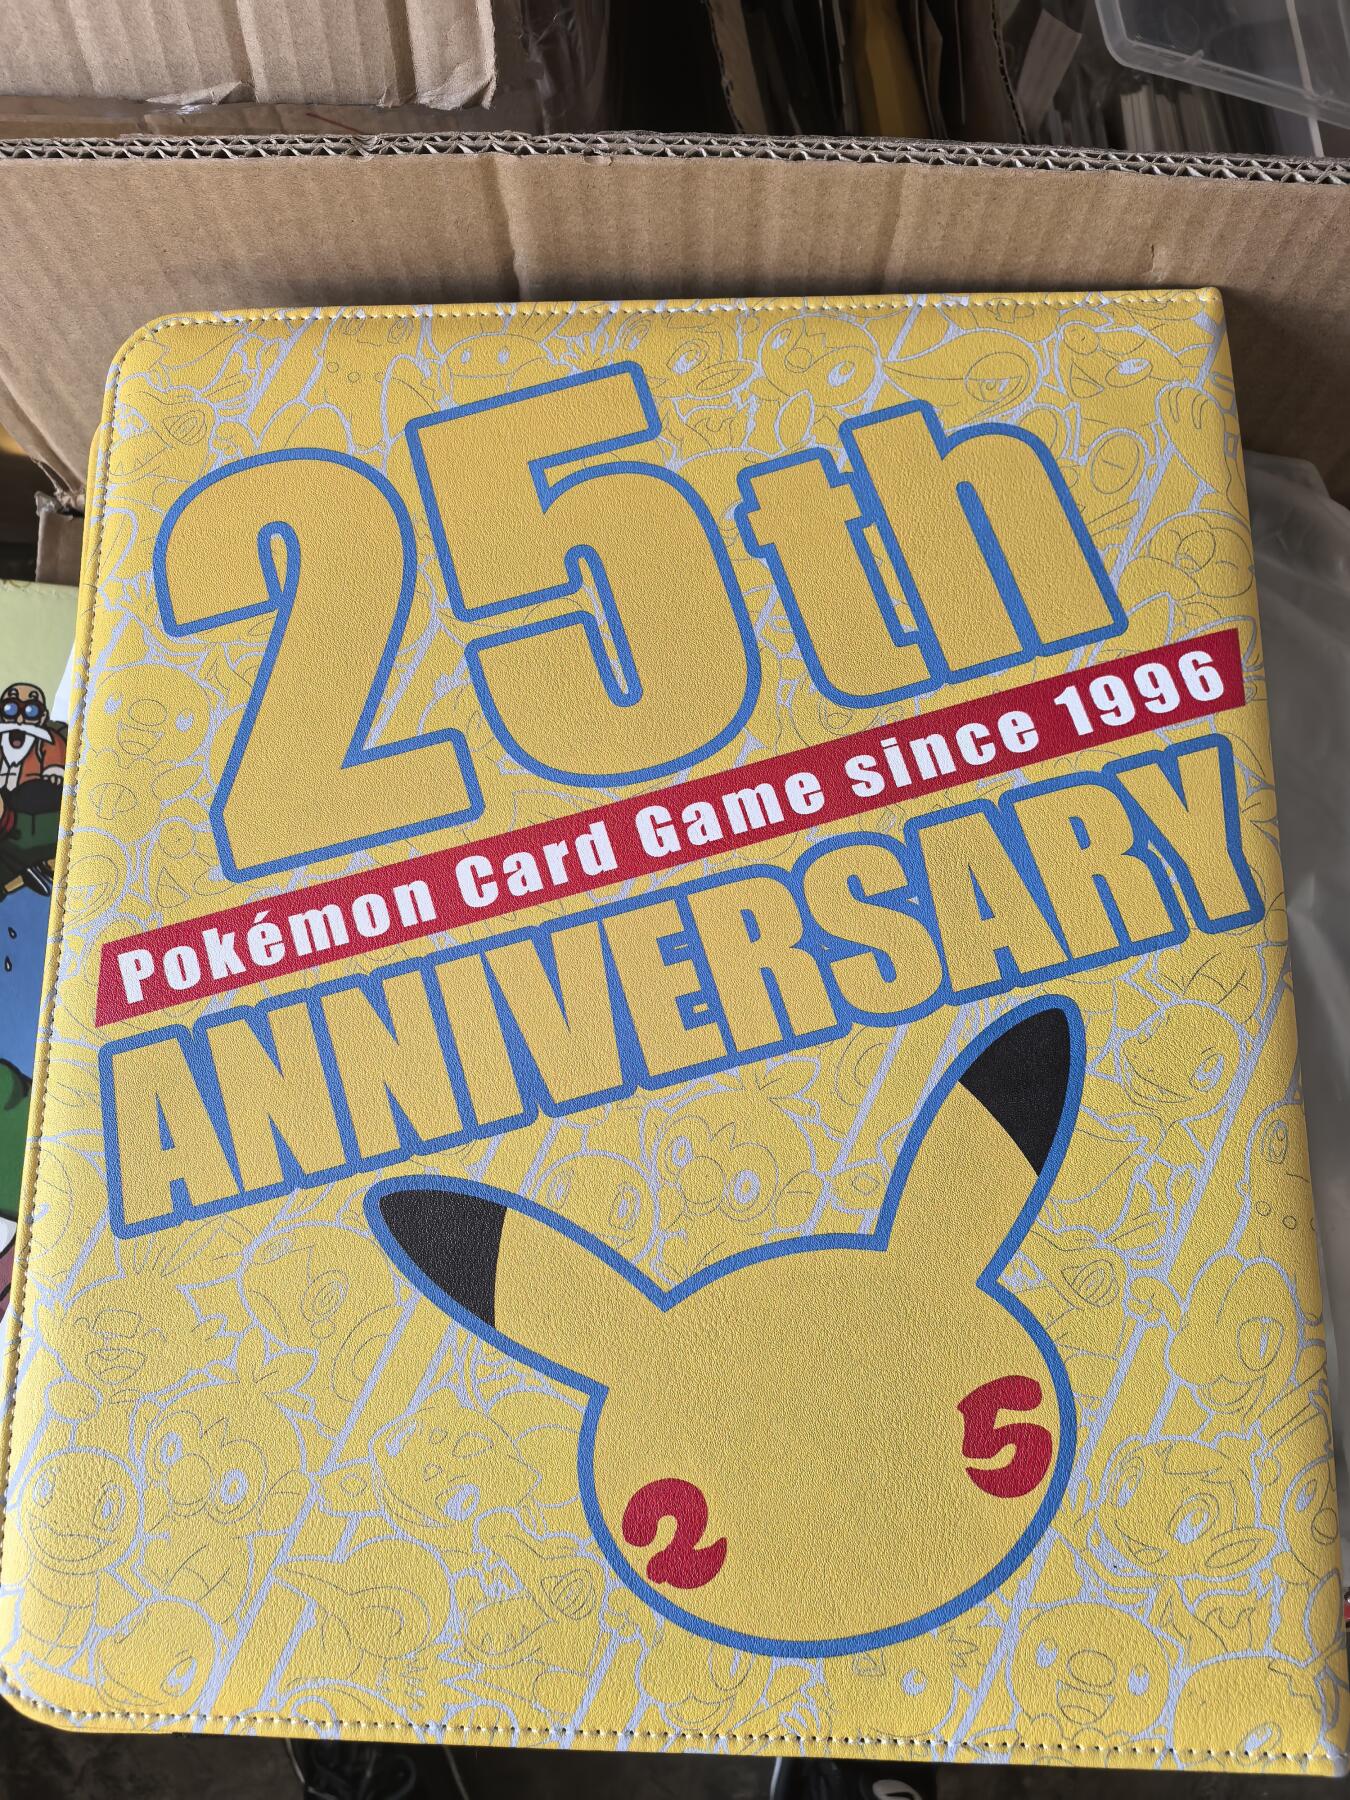 25th
Pokémon Card Game since 1996
ANNIVERSARY
25